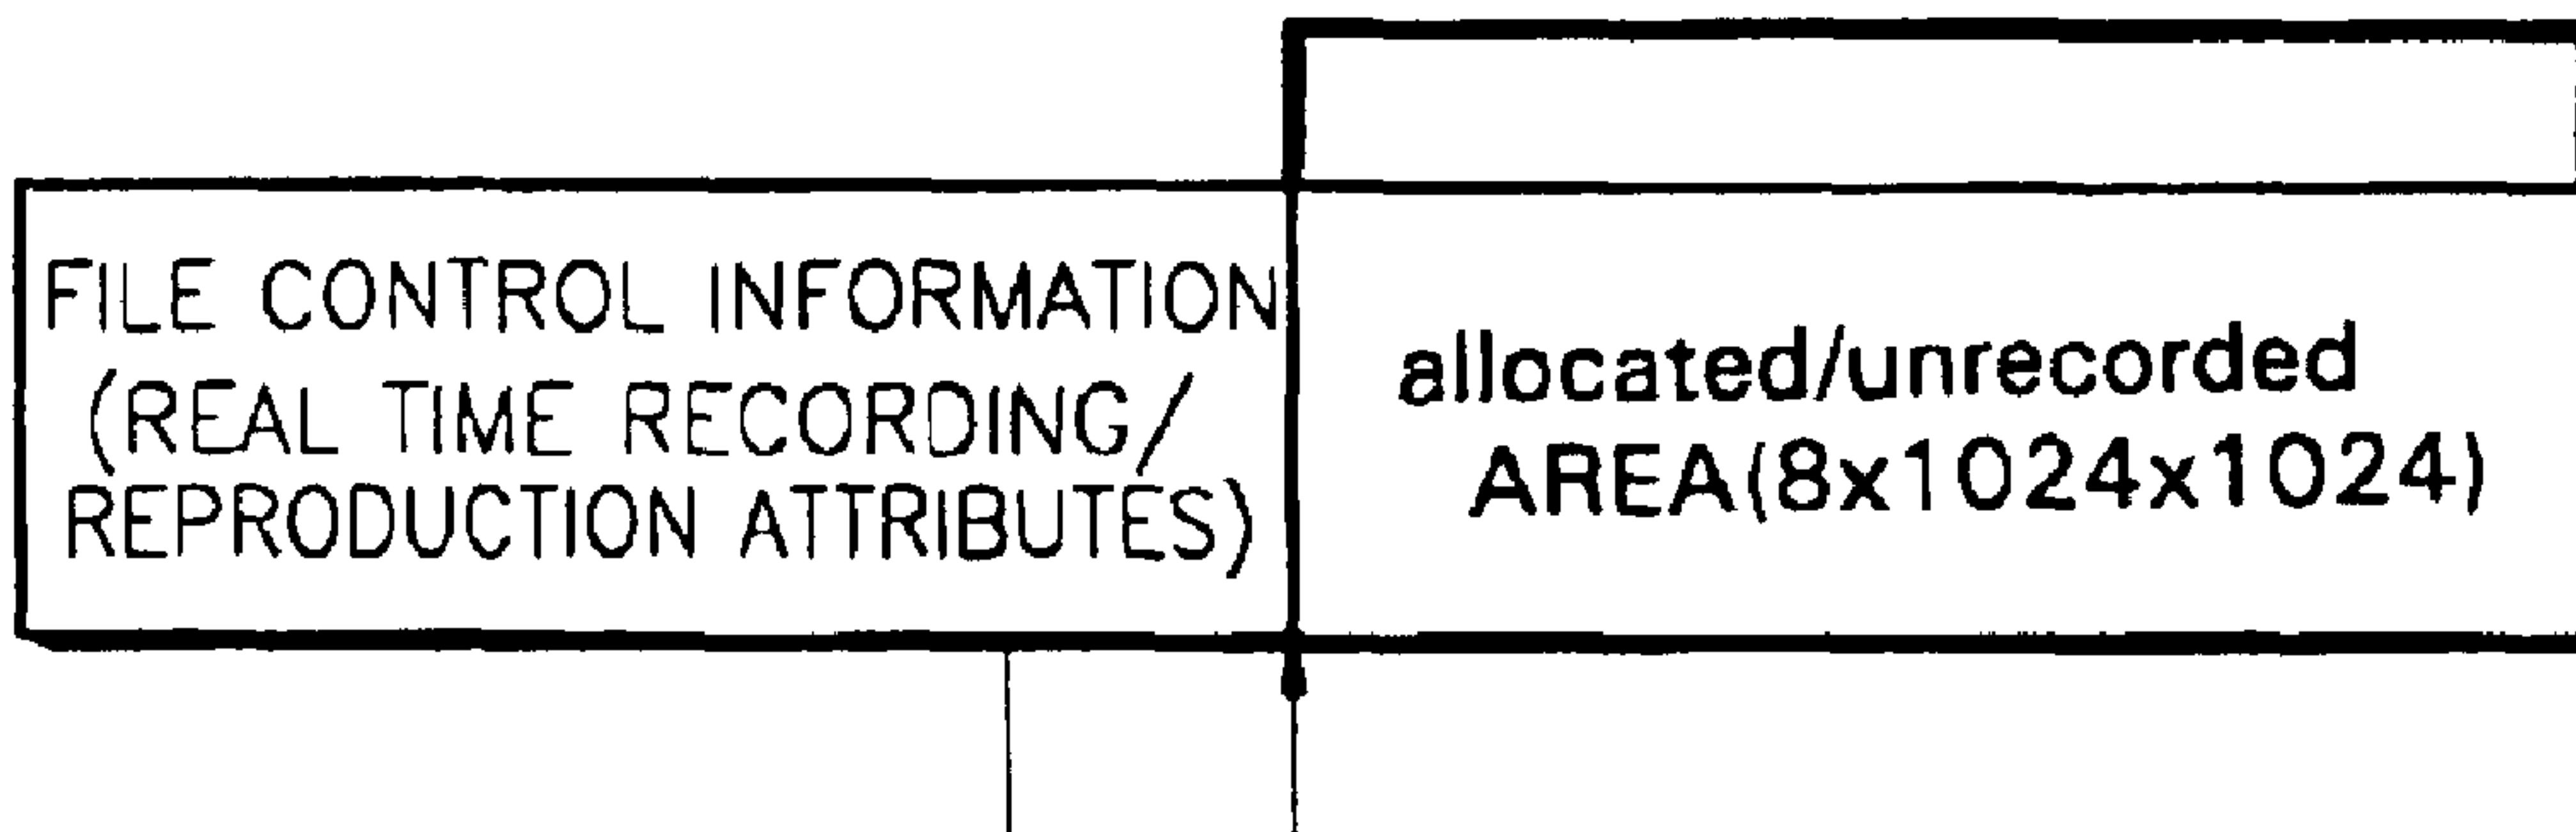 FILE CONTROL INFORMATION
(REAL TIME RECORDING/
REPRODUCTION ATTRIBUTES)
allocated/unrecorded
AREA(8x1024x1024)